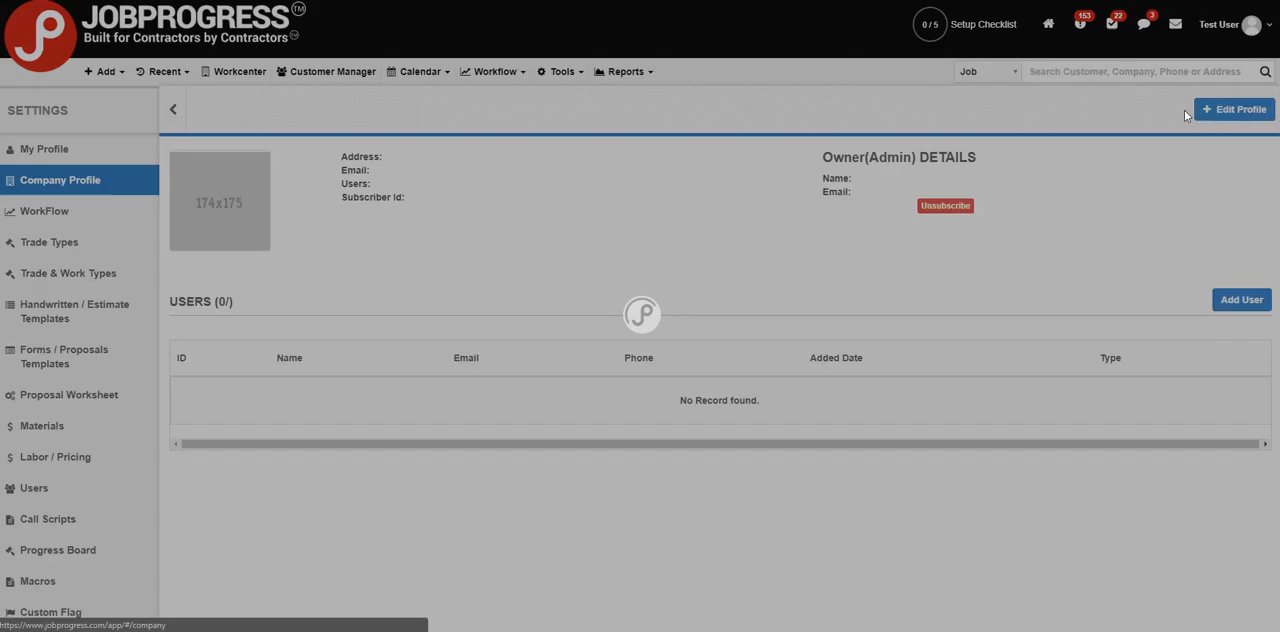 JOBPROGRESS TM
Built for Contractors by Contractors
0 / 5 Setup Checklist
153
22
3
Test User
+ Add
Recent
Workcenter
Customer Manager
Calendar
Workflow
Tools
Reports
Job
Search Customer, Company, Phone or Address
SETTINGS
+ Edit Profile
My Profile
Company Profile
WorkFlow
Trade Types
Trade & Work Types
Handwritten / Estimate
Templates
Forms / Proposals
Templates
Proposal Worksheet
$ Materials
$ Labor / Pricing
Users
Call Scripts
Progress Board
Macros
Custom Flag
174x175
Address:
Email:
Users:
Subscriber Id:
Owner(Admin) DETAILS
Name:
Email:
Unsubscribe
USERS (0/)
Add User
ID Name Email Phone Added Date Type
No Record found.
https://www.jobprogress.com/app/#/company